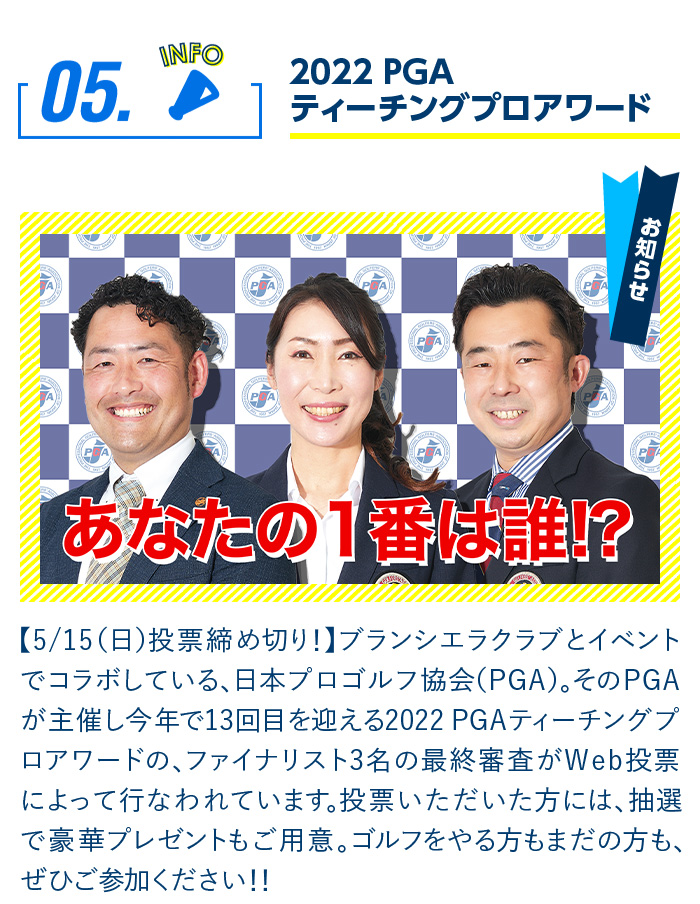 05.
INFO
2022 PGA
ティーチングプロアワード
お知らせ
PGA
PGA
PGA
PGA
あなたの1番は誰!?
【5/15(日)投票締め切り!】ブランシエラクラブとイベント
でコラボしている、日本プロゴルフ協会(PGA)。そのPGA
が主催し今年で13回目を迎える2022 PGAティーチングプ
ロアワードの、ファイナリスト3名の最終審査がWeb投票
によって行なわれています。投票いただいた方には、抽選
で豪華プレゼントもご用意。ゴルフをやる方もまだの方も、
ぜひご参加ください!!